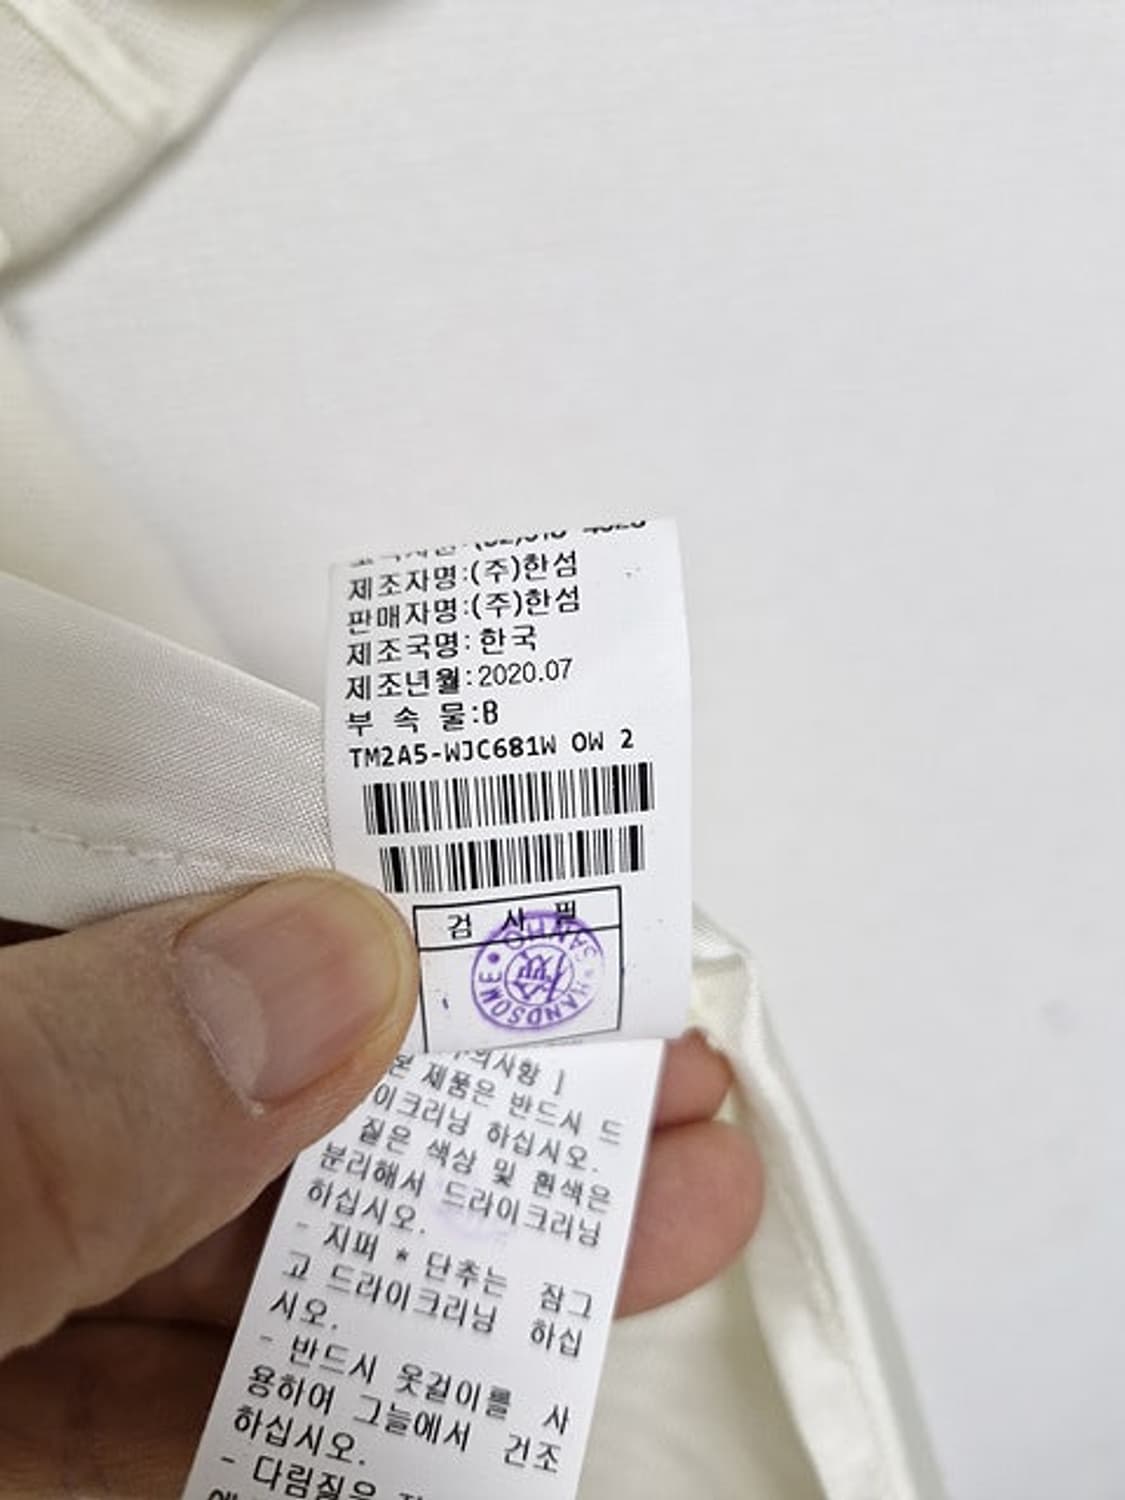 제조자명:(주)한섬
판매자명:(주)한섬
제조국명:한국
제조년월:2020.07
부 속 물:B
TM2A5-WJC681W OW 2
검 사 필
HANDSOME
의사항 ]
본 제품은 반드시 드
이크리닝 하십시오.
질은 색상 및 흰색은
분리해서 드라이크리닝
하십시오.
- 지퍼 * 단추는 잠그
고 드라이크리닝 하십
시오.
- 반드시 옷걸이를 사
용하여 그늘에서 건조
하십시오.
- 다림질은